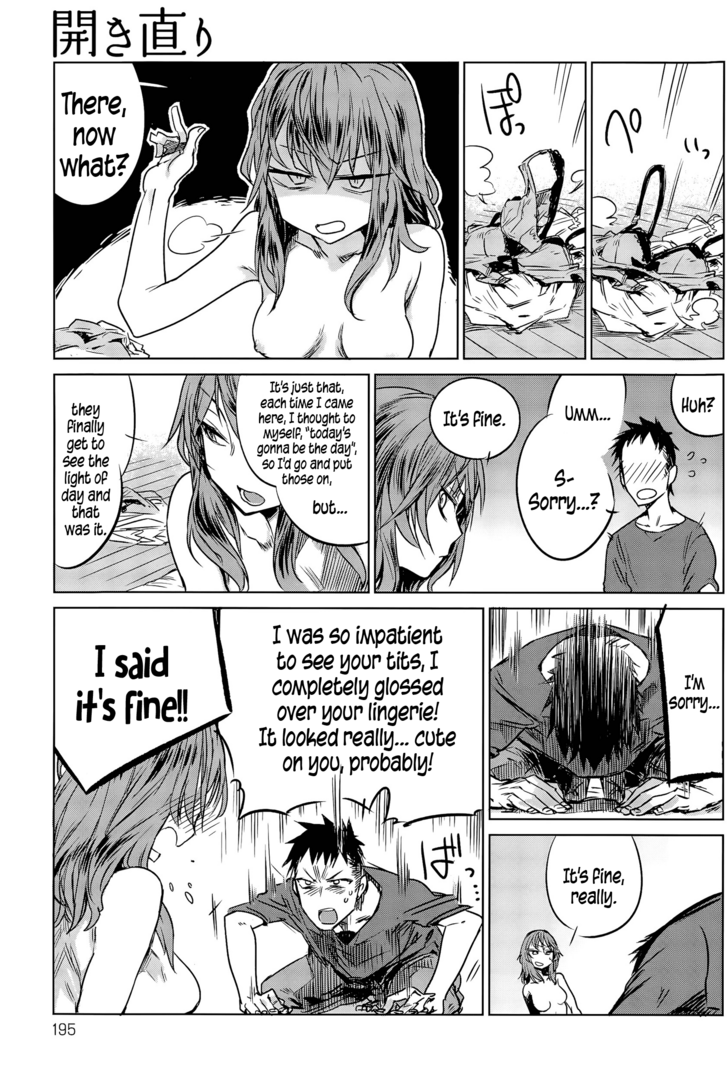 開き直り
ペ
いっ
ぽっ
There,
now
what?
Huh?
Umm...
S-
Sorry...?
It's fine.
It's just that,
each time I came
here, I thought to
myself, "today's
gonna be the day",
so I'd go and put
those on,
but...
they
finally
get to
see the
light of
day and
that
was it.
I'm
sorry...
It's fine,
really.
ばっ...
I was so impatient
to see your tits, I
completely glossed
over your lingerie!
It looked really... cute
on you, probably!
I said
it's fine!!
195